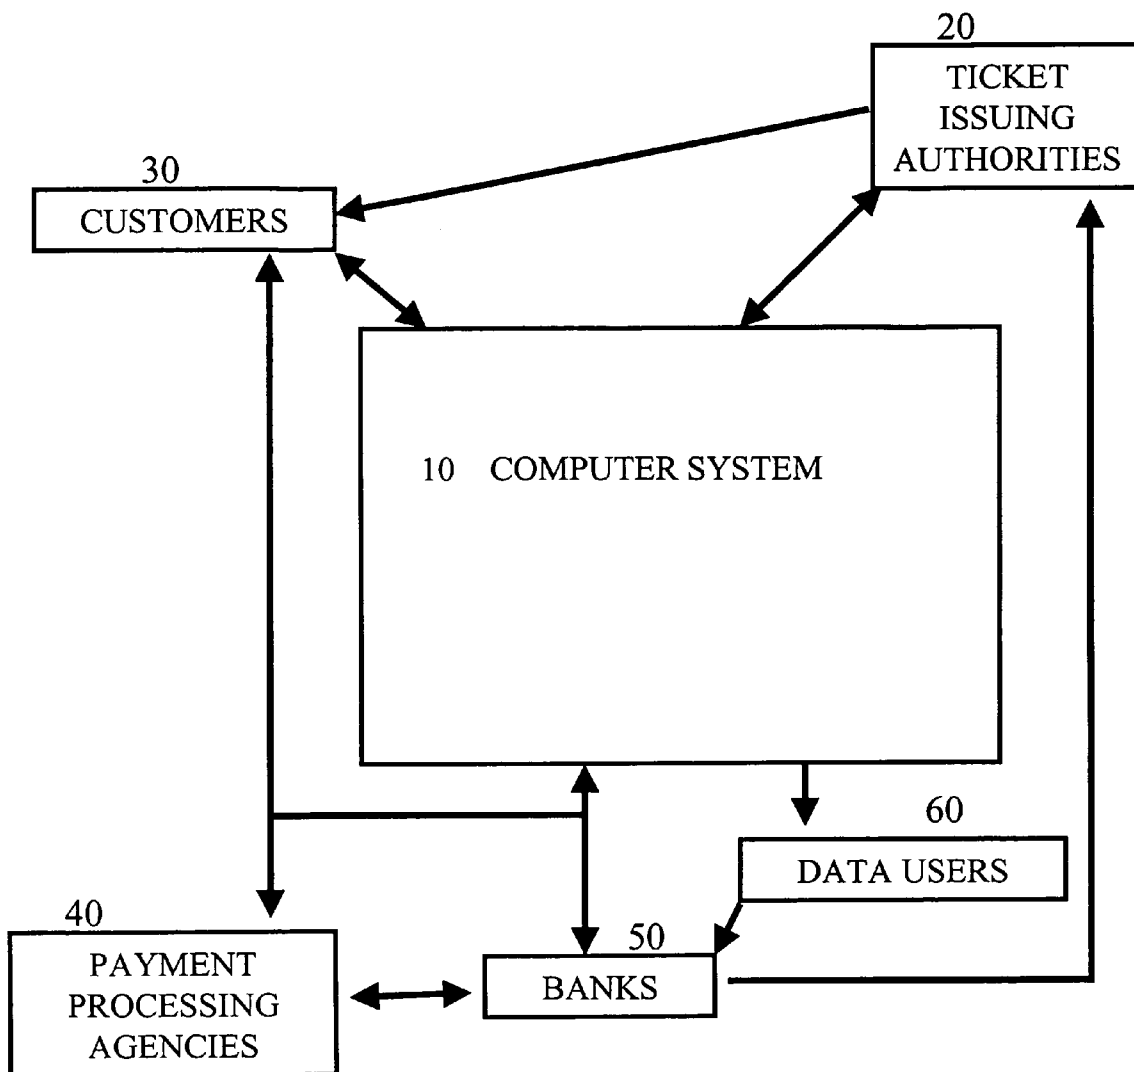 20
TICKET
ISSUING
AUTHORITIES
30
CUSTOMERS
10 COMPUTER SYSTEM
60
DATA USERS
40
PAYMENT
PROCESSING
AGENCIES
50
BANKS